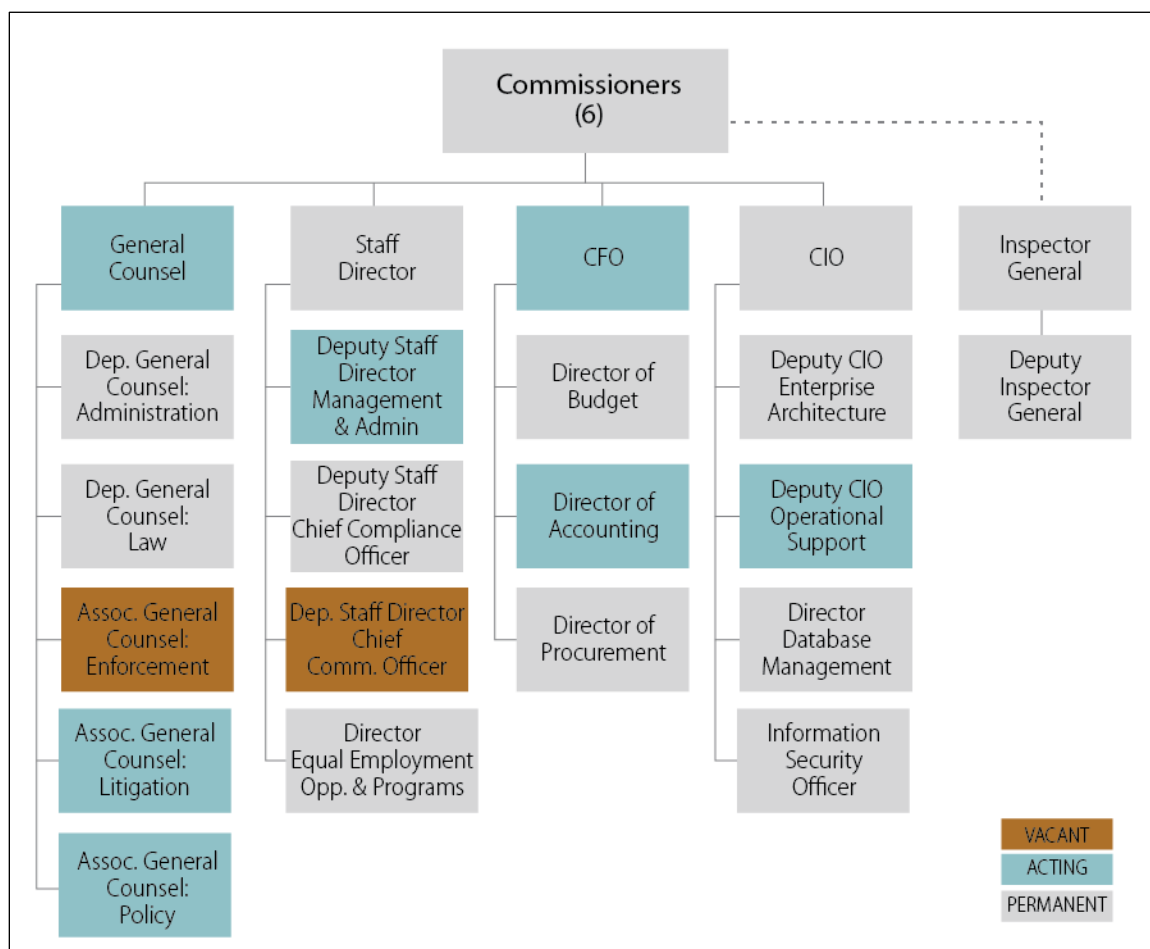 Commissioners
(6)
General
Counsel
Staff
Director
CFO
CIO
Inspector
General
Dep. General
Counsel:
Administration
Deputy Staff
Director
Management
& Admin
Director of
Budget
Deputy CIO
Enterprise
Architecture
Deputy
Inspector
General
Dep. General
Counsel:
Law
Deputy Staff
Director
Chief Compliance
Officer
Director of
Accounting
Deputy CIO
Operational
Support
Assoc. General
Counsel:
Enforcement
Dep. Staff Director
Chief
Comm. Officer
Director of
Procurement
Director
Database
Management
Assoc. General
Counsel:
Litigation
Director
Equal Employment
Opp. & Programs
Information
Security
Officer
Assoc. General
Counsel:
Policy
VACANT
ACTING
PERMANENT